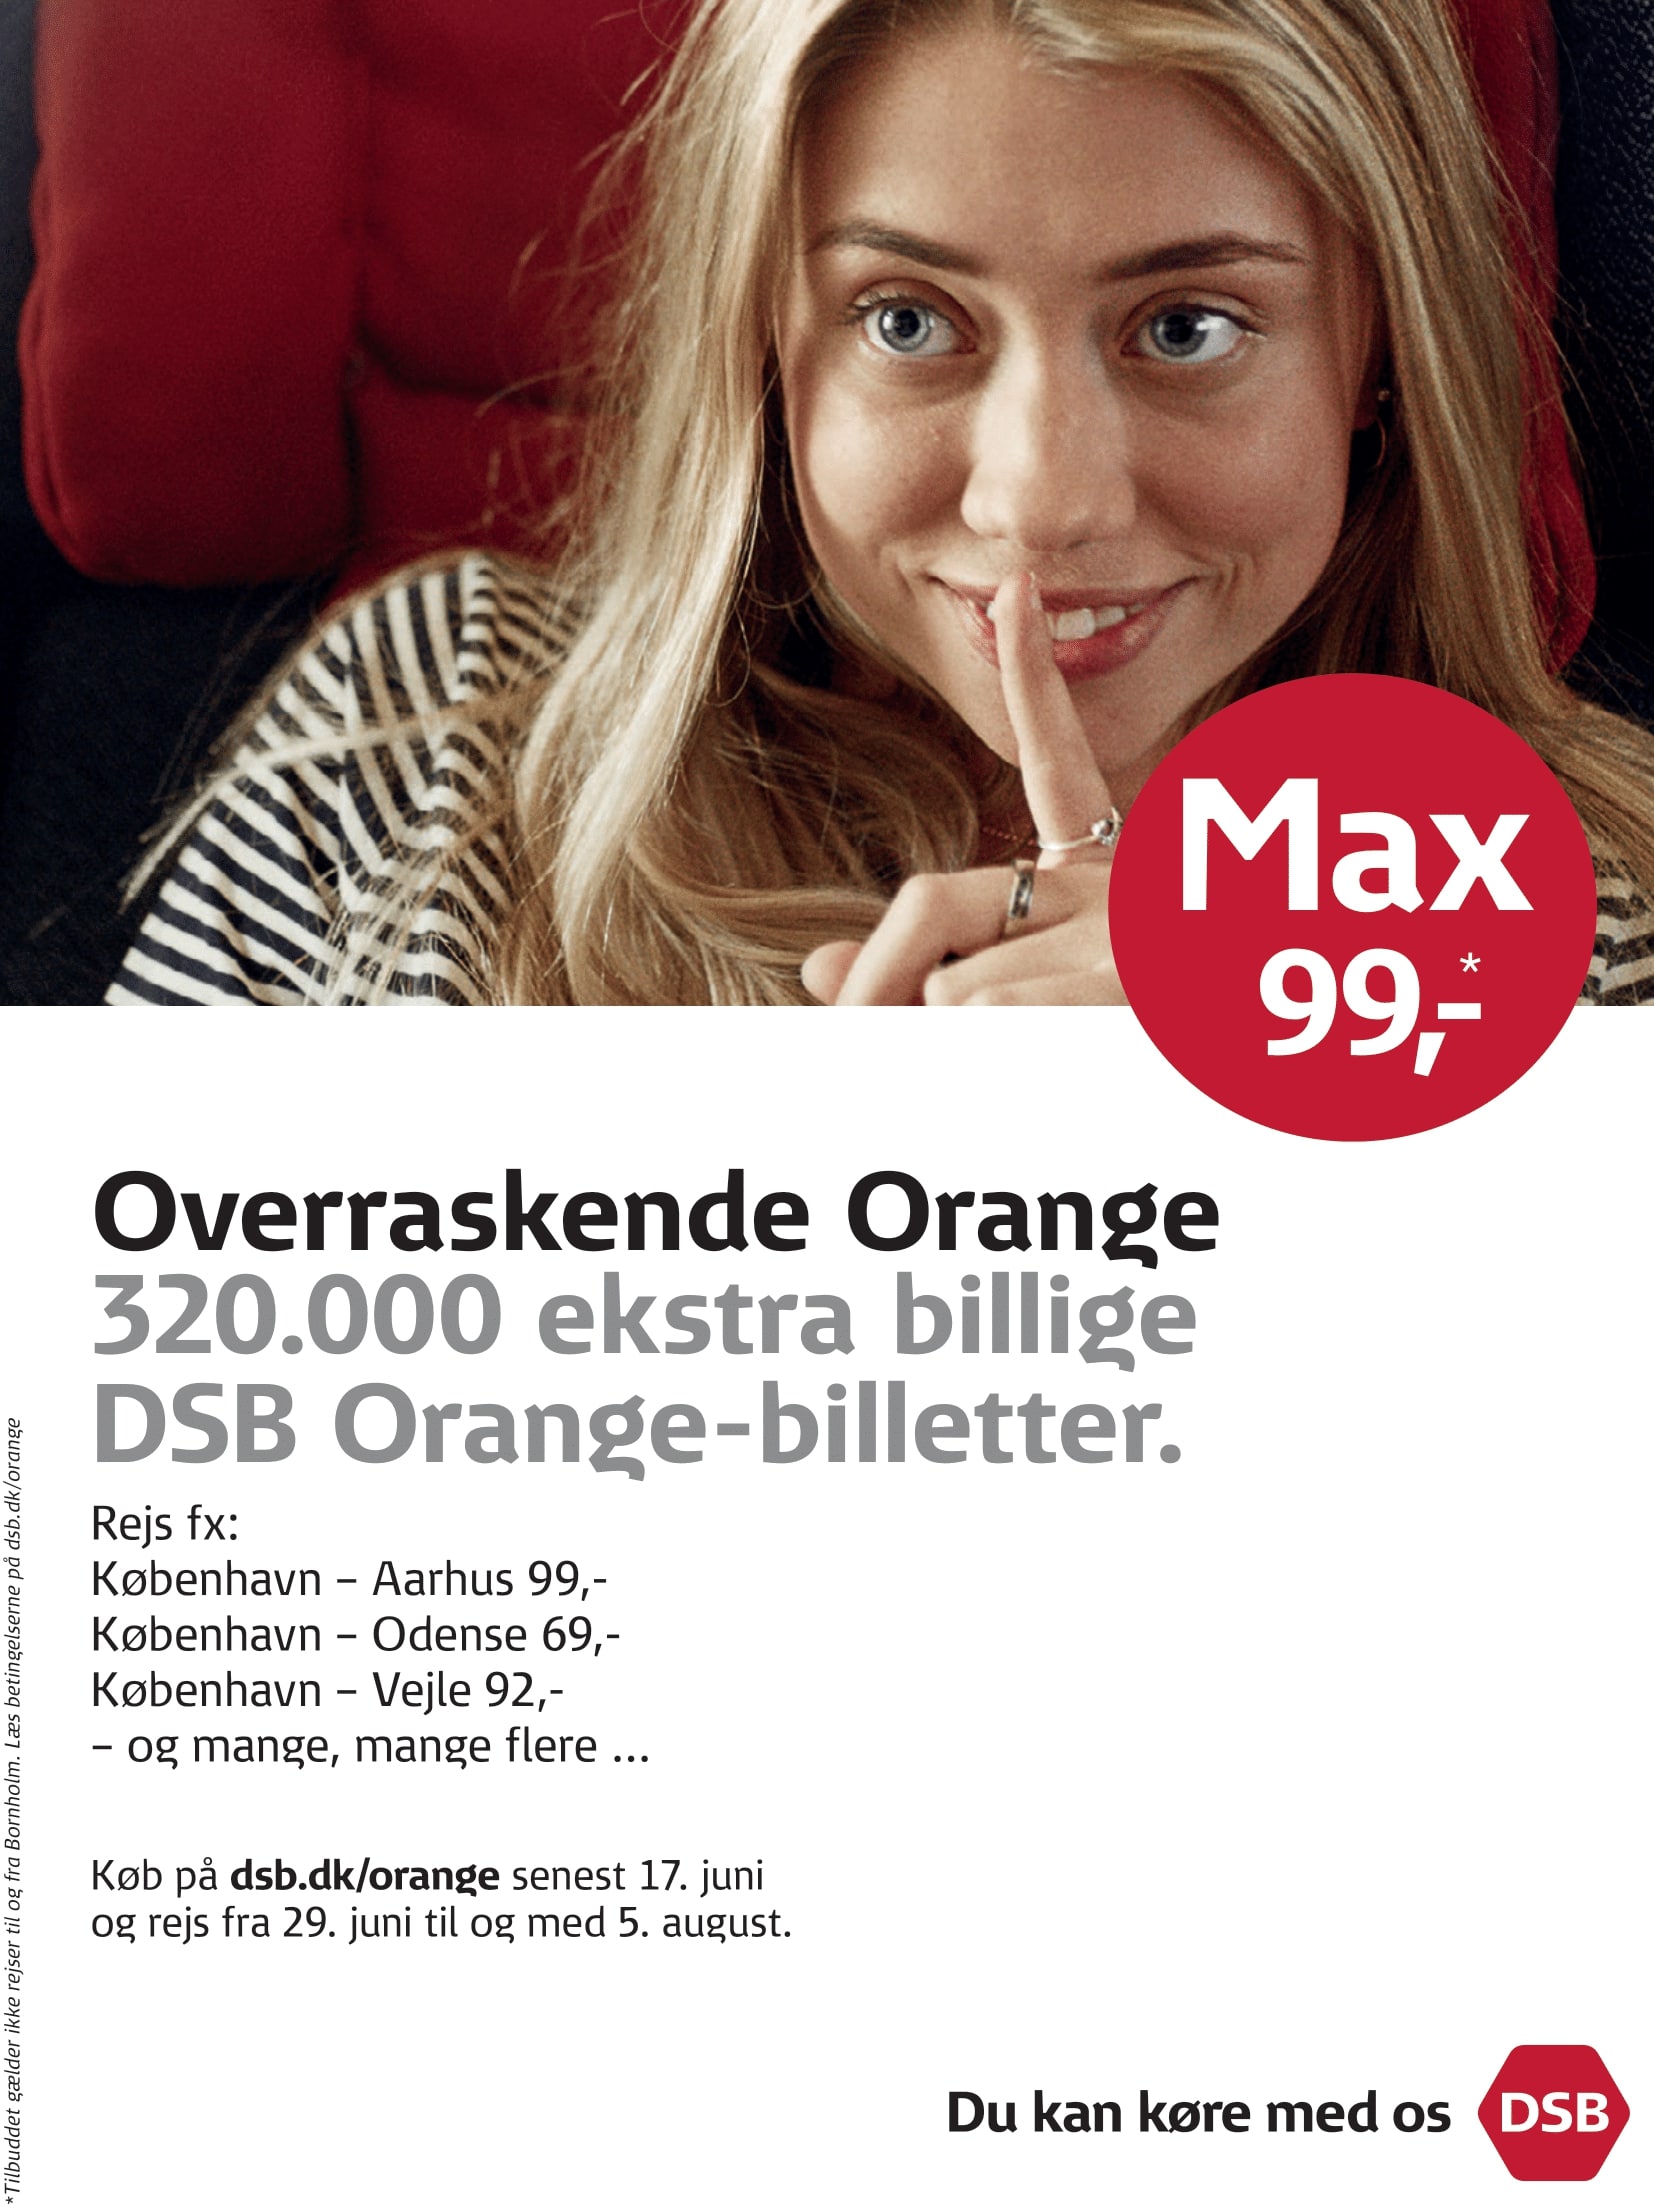 Max
99,-*
Overraskende Orange
320.000 ekstra billige
DSB Orange-billetter.
Rejs fx:
København – Aarhus 99,-
København – Odense 69,-
København – Vejle 92,-
– og mange, mange flere ...
Køb på dsb.dk/orange senest 17. juni
og rejs fra 29. juni til og med 5. august.
*Tilbuddet gælder ikke rejser til og fra Bornholm. Læs betingelserne på dsb.dk/orange
Du kan køre med os DSB